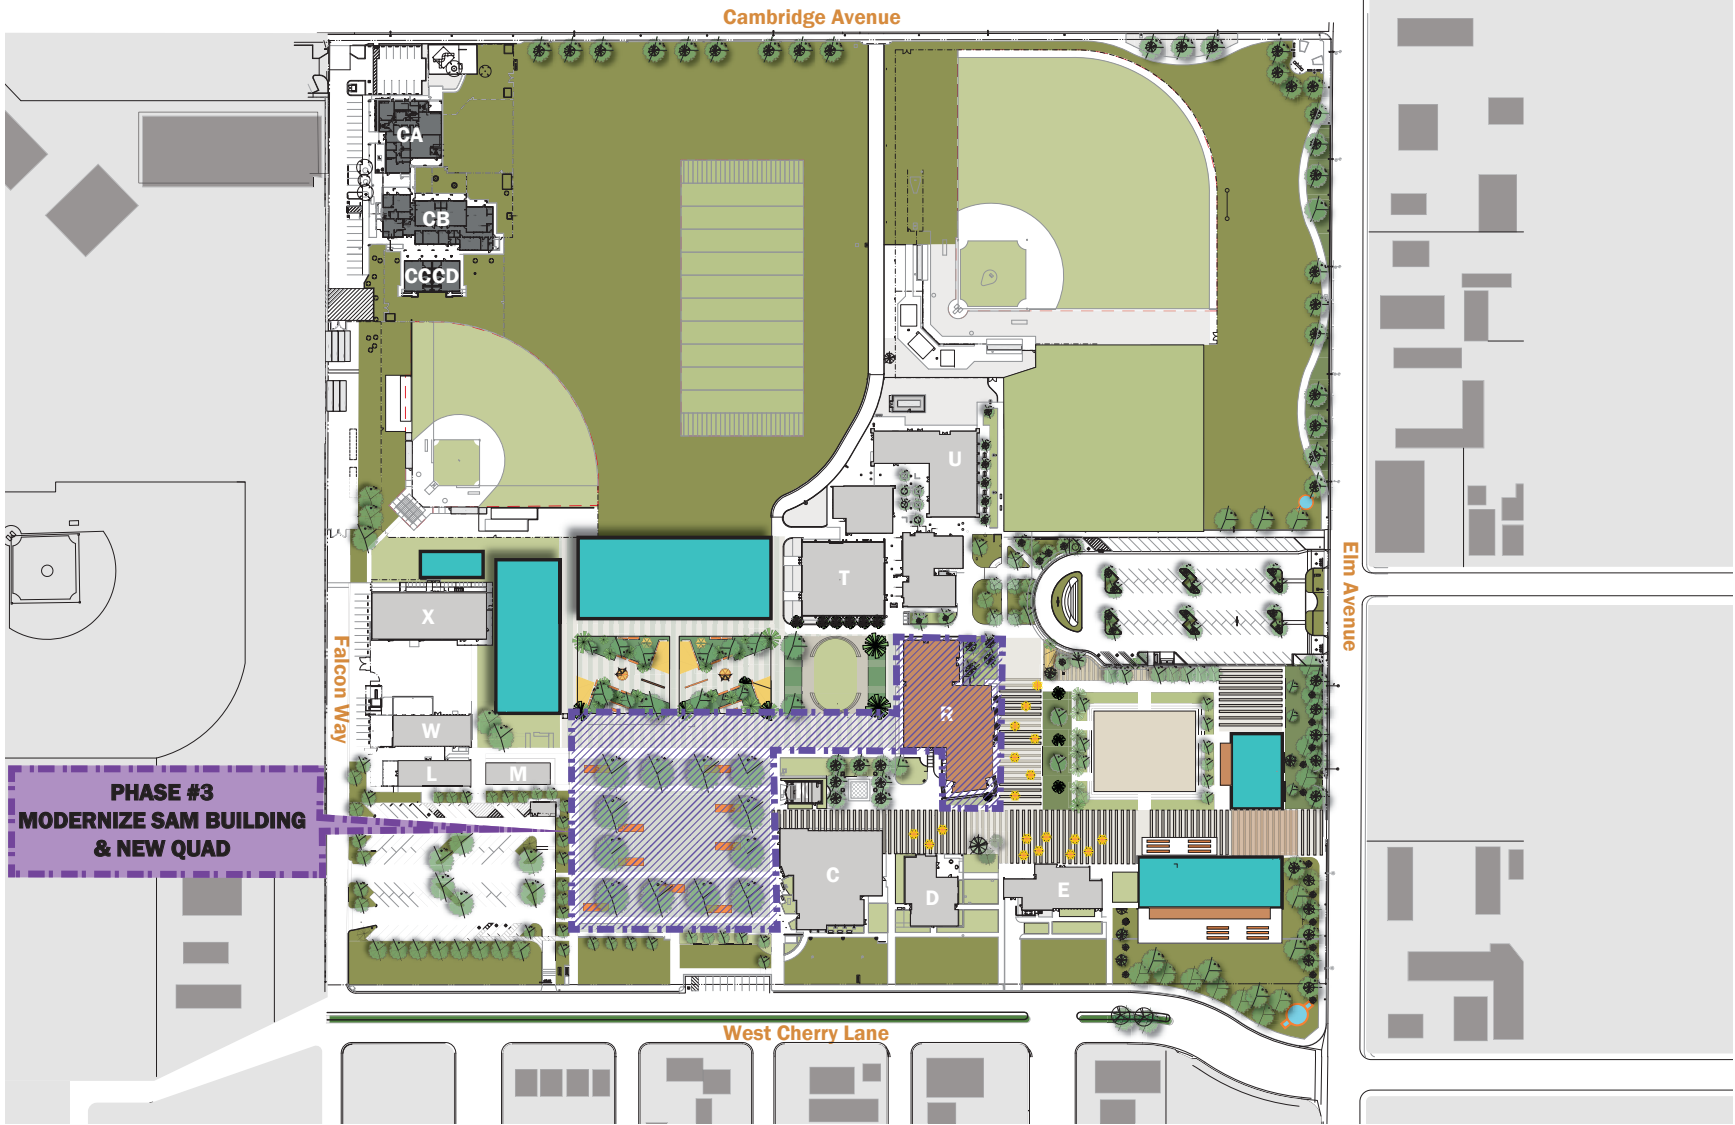 Cambridge Avenue
CA
CB
CCCD
U
T
X
Elm Avenue
Falcon Way
R
W
L
M
PHASE #3
MODERNIZE SAM BUILDING
& NEW QUAD
C
D
E
West Cherry Lane